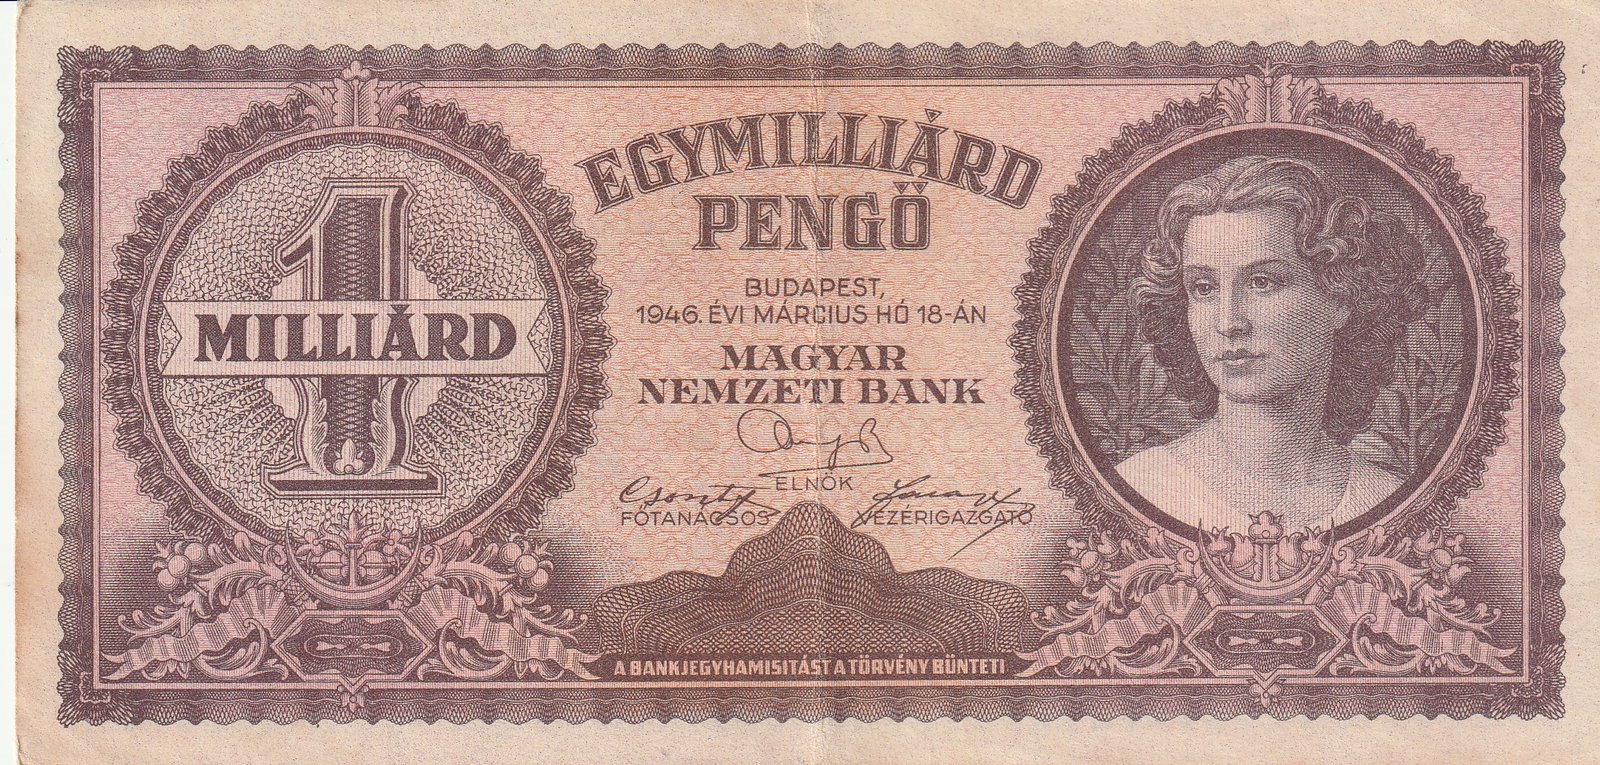 EGYMILLIÁRD
PENGŐ
1
MILLIÁRD
BUDAPEST,
1946. ÉVI MÁRCIUS HÓ 18-ÁN
MAGYAR
NEMZETI BANK
ELNÖK
FŐTANÁCSOS VEZÉRIGAZGATÓ
A BANKJEGYHAMISITÁST A TÖRVÉNY BÜNTETI